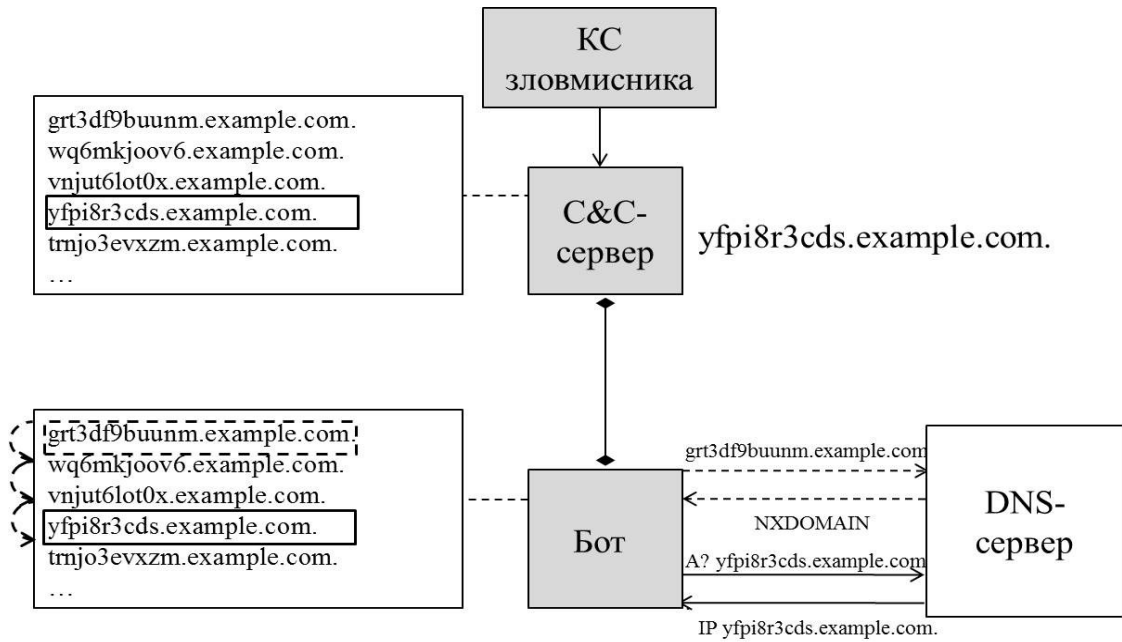 КС
зловмисника
grt3df9buunm.example.com.
wq6mkjoov6.example.com.
vnjut6lot0x.example.com.
yfpi8r3cds.example.com.
trnjo3evxzm.example.com.
…
C&C-
сервер
yfpi8r3cds.example.com.
grt3df9buunm.example.com.
wq6mkjoov6.example.com.
vnjut6lot0x.example.com.
yfpi8r3cds.example.com.
trnjo3evxzm.example.com.
…
Бот
grt3df9buunm.example.com
NXDOMAIN
A? yfpi8r3cds.example.com
IP yfpi8r3cds.example.com.
DNS-
сервер